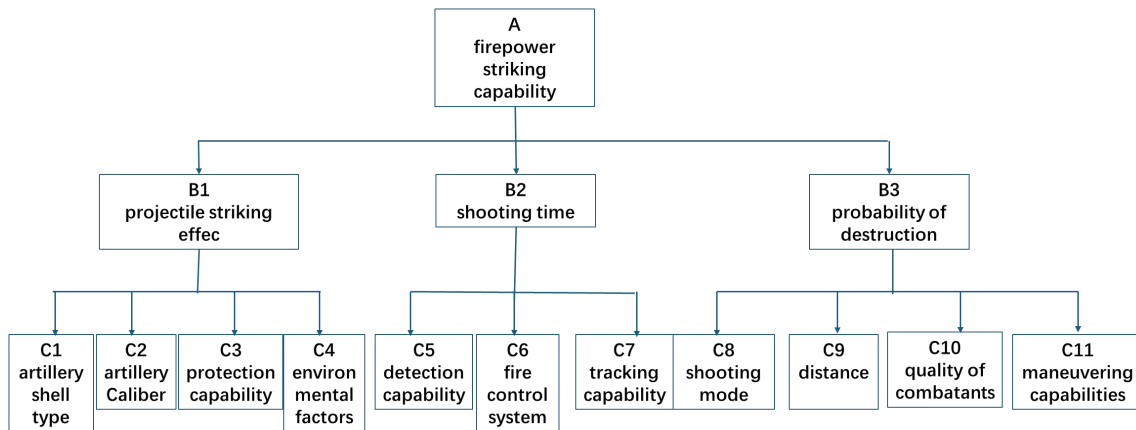 A
firepower
striking
capability
B1
projectile striking
effec
B2
shooting time
B3
probability of
destruction
C1
artillery
shell
type
C2
artillery
Caliber
C3
protection
capability
C4
environ
mental
factors
C5
detection
capability
C6
fire
control
system
C7
tracking
capability
C8
shooting
mode
C9
distance
C10
quality of
combatants
C11
maneuvering
capabilities